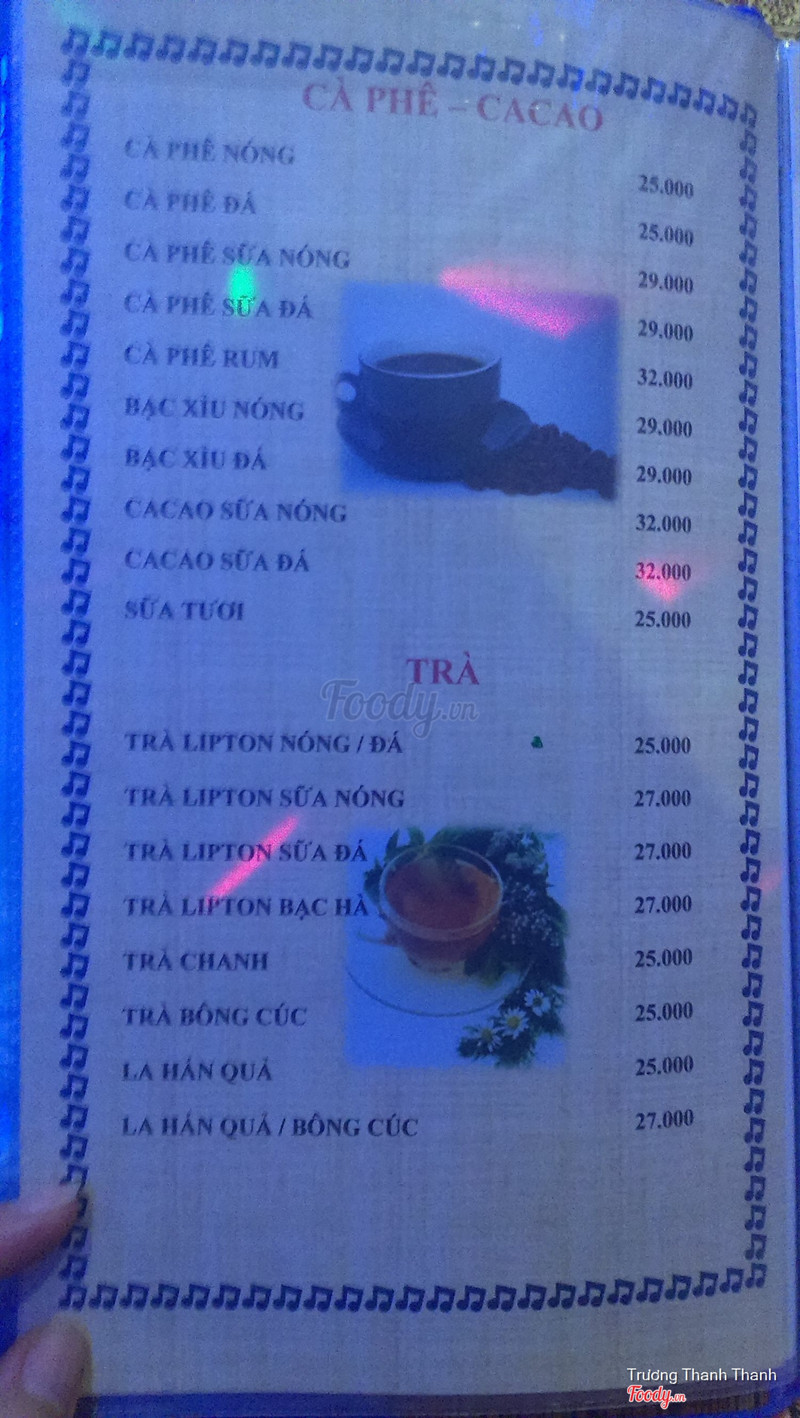 CÀ PHÊ – CACAO
CÀ PHÊ NÓNG 25.000
CÀ PHÊ ĐÁ 25.000
CÀ PHÊ SỮA NÓNG 29.000
CÀ PHÊ SỮA ĐÁ 29.000
CÀ PHÊ RUM 32.000
BẠC XỈU NÓNG 29.000
BẠC XỈU ĐÁ 29.000
CACAO SỮA NÓNG 32.000
CACAO SỮA ĐÁ 32.000
SỮA TƯƠI 25.000
TRÀ
Foody.vn
TRÀ LIPTON NÓNG / ĐÁ 25.000
TRÀ LIPTON SỮA NÓNG 27.000
TRÀ LIPTON SỮA ĐÁ 27.000
TRÀ LIPTON BẠC HÀ 27.000
TRÀ CHANH 25.000
TRÀ BÔNG CÚC 25.000
LA HÁN QUẢ 25.000
LA HÁN QUẢ / BÔNG CÚC 27.000
Trương Thanh Thanh
Foody.vn